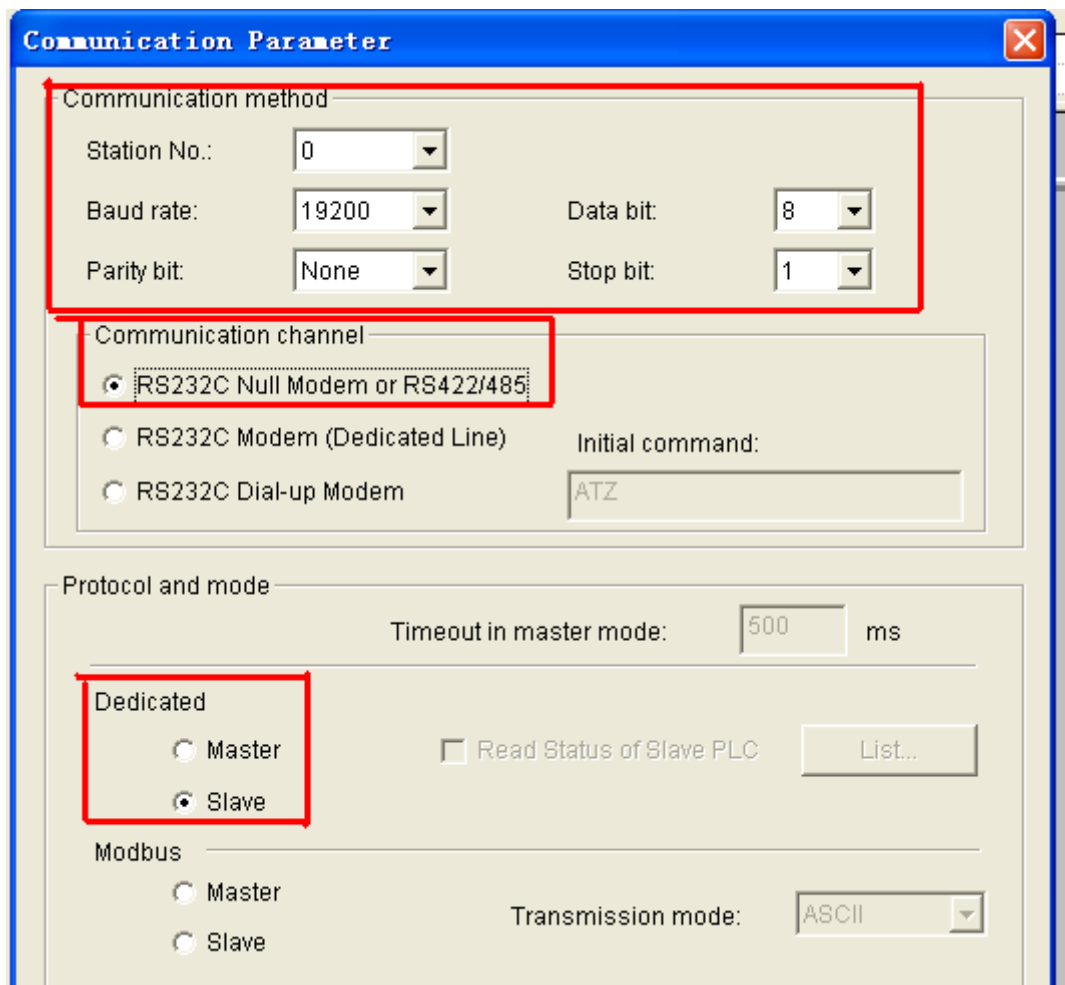 Communication Parameter
Communication method
Station No.: 0
Baud rate: 19200 Data bit: 8
Parity bit: None Stop bit: 1
Communication channel
RS232C Null Modem or RS422/485
RS232C Modem (Dedicated Line) Initial command:
RS232C Dial-up Modem ATZ
Protocol and mode
Timeout in master mode: 500 ms
Dedicated
Master Read Status of Slave PLC List...
Slave
Modbus
Master
Transmission mode: ASCII
Slave